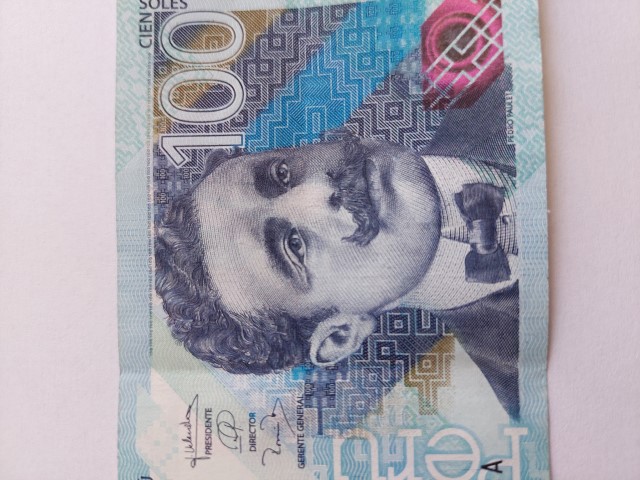 CIEN
SOLES
100
PRESIDENTE
DIRECTOR
GERENTE GENERAL
Perú
A
PEDRO PAULET